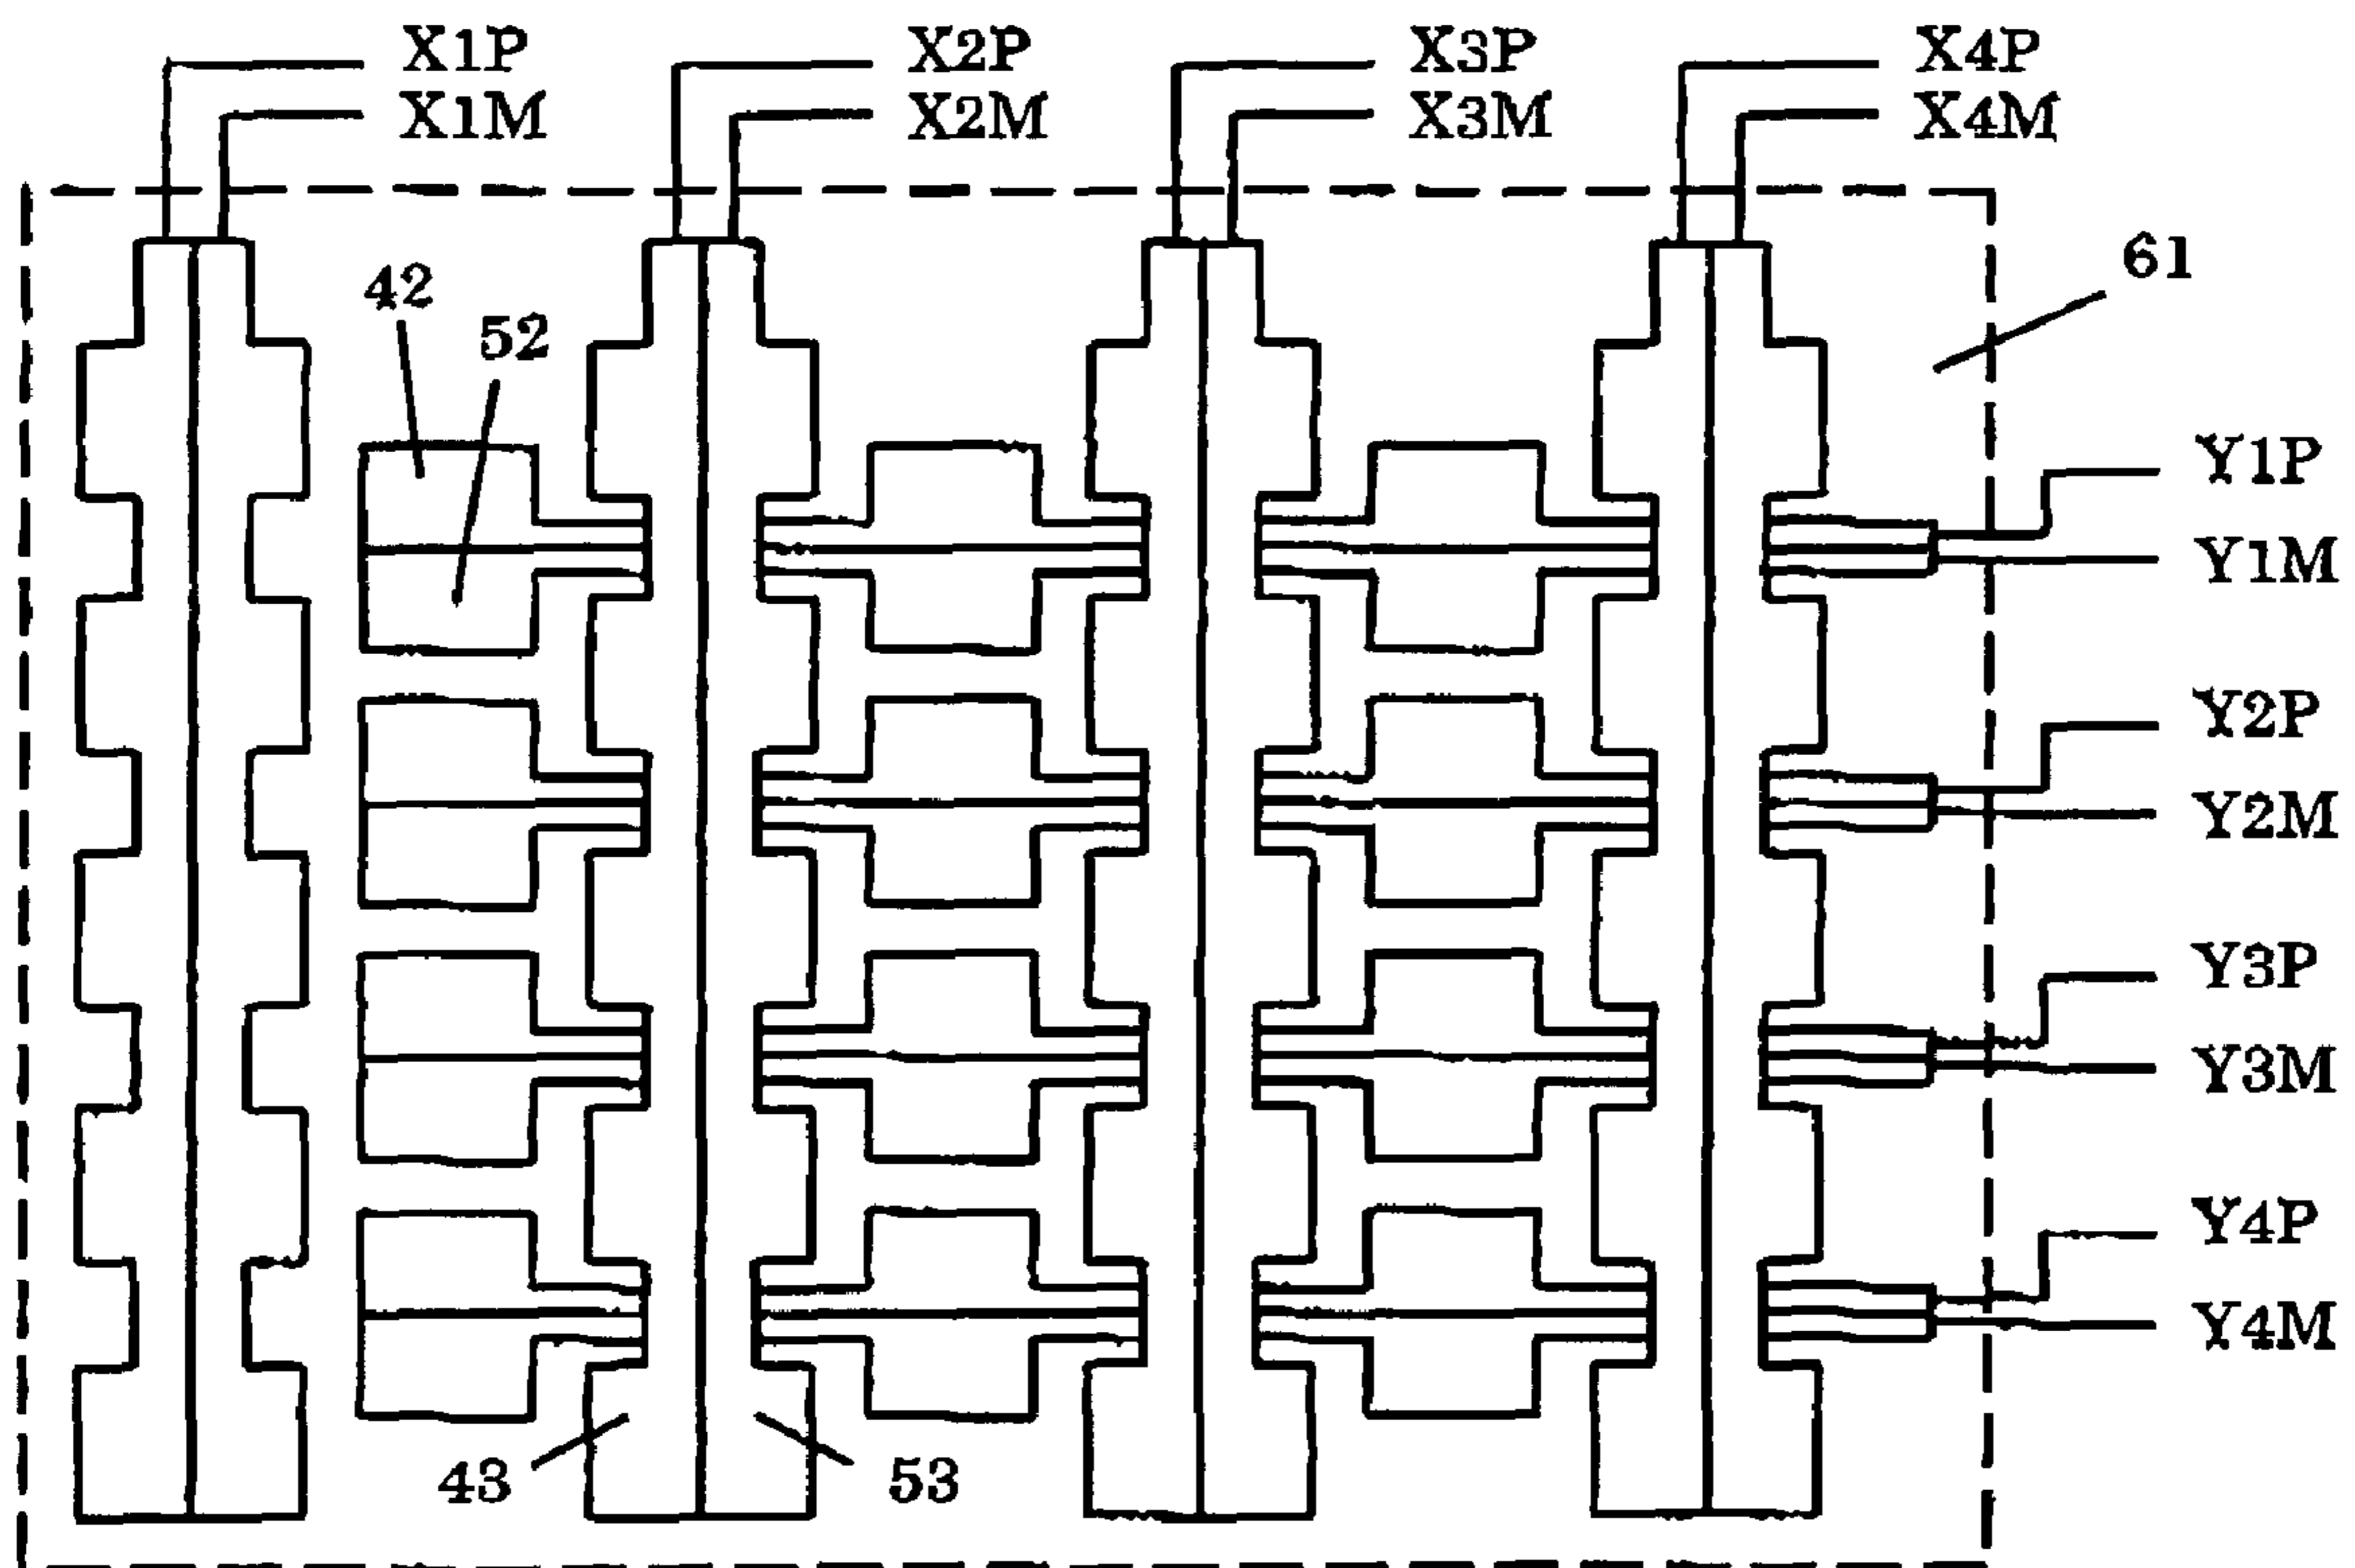 X1P
X1M
X2P
X2M
X3P
X3M
X4P
X4M
61
42
52
Y1P
Y1M
Y2P
Y2M
Y3P
Y3M
Y4P
Y4M
43
53